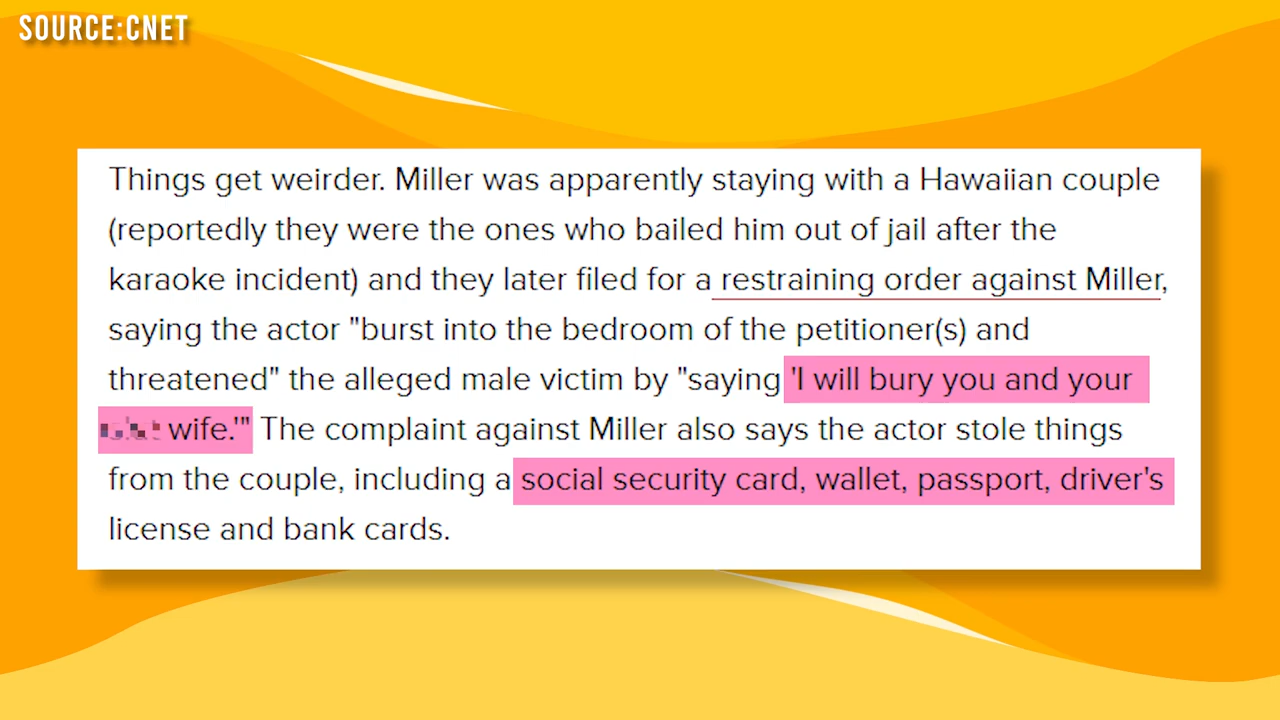 SOURCE:CNET
Things get weirder. Miller was apparently staying with a Hawaiian couple
(reportedly they were the ones who bailed him out of jail after the
karaoke incident) and they later filed for a restraining order against Miller,
saying the actor "burst into the bedroom of the petitioner(s) and
threatened" the alleged male victim by "saying 'I will bury you and your
wife.'" The complaint against Miller also says the actor stole things
from the couple, including a social security card, wallet, passport, driver's
license and bank cards.